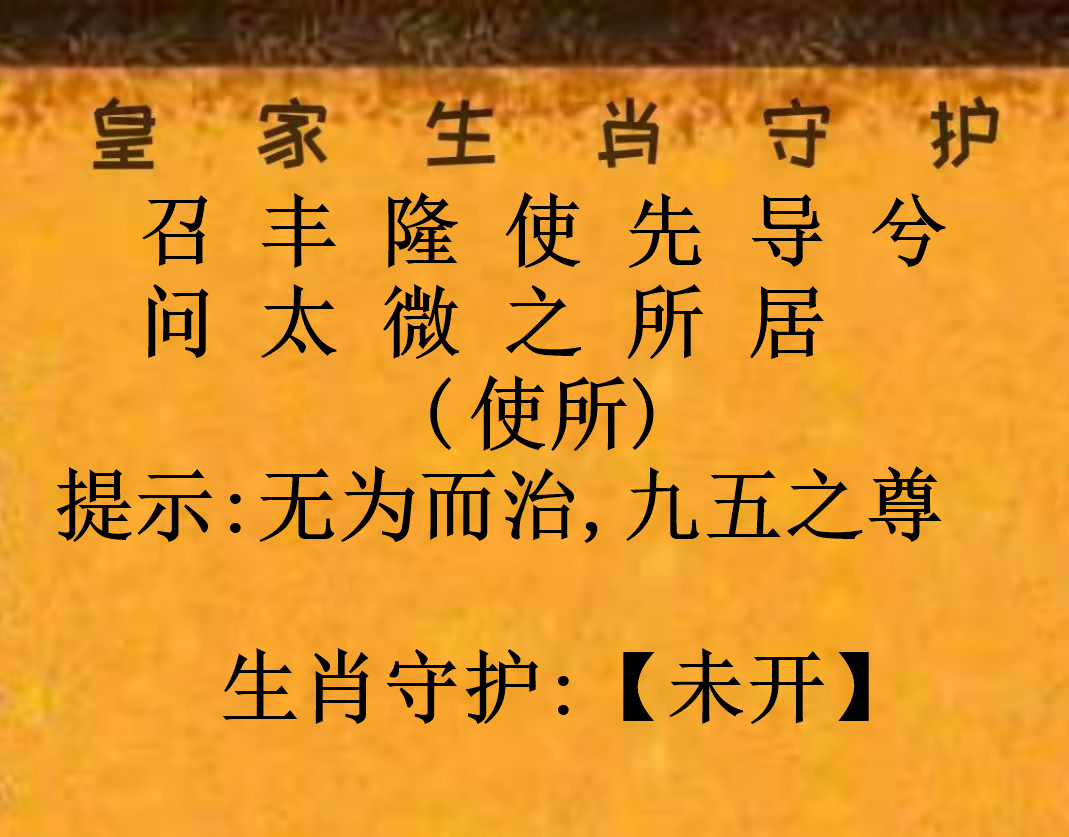 皇家生肖守护
召丰隆使先导兮
问太微之所居
(使所)
提示:无为而治,九五之尊
生肖守护:【未开】